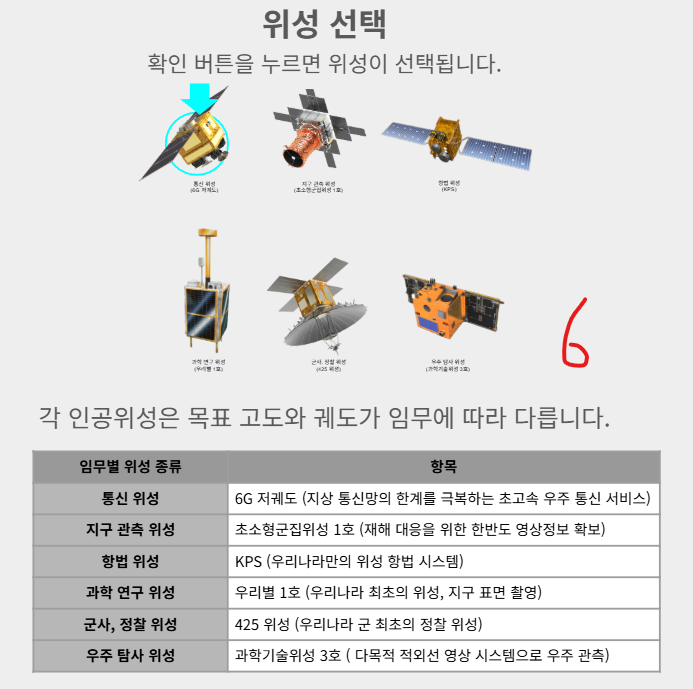 위성 선택
확인 버튼을 누르면 위성이 선택됩니다.
통신 위성
(6G 저궤도)
지구 관측 위성
(초소형군집위성 1호)
항법 위성
(KPS)
과학 연구 위성
(우리별 1호)
군사, 정찰 위성
(425 위성)
우주 탐사 위성
(과학기술위성 3호)
6
각 인공위성은 목표 고도와 궤도가 임무에 따라 다릅니다.
임무별 위성 종류 항목
통신 위성 6G 저궤도 (지상 통신망의 한계를 극복하는 초고속 우주 통신 서비스)
지구 관측 위성 초소형군집위성 1호 (재해 대응을 위한 한반도 영상정보 확보)
항법 위성 KPS (우리나라만의 위성 항법 시스템)
과학 연구 위성 우리별 1호 (우리나라 최초의 위성, 지구 표면 촬영)
군사, 정찰 위성 425 위성 (우리나라 군 최초의 정찰 위성)
우주 탐사 위성 과학기술위성 3호 ( 다목적 적외선 영상 시스템으로 우주 관측)